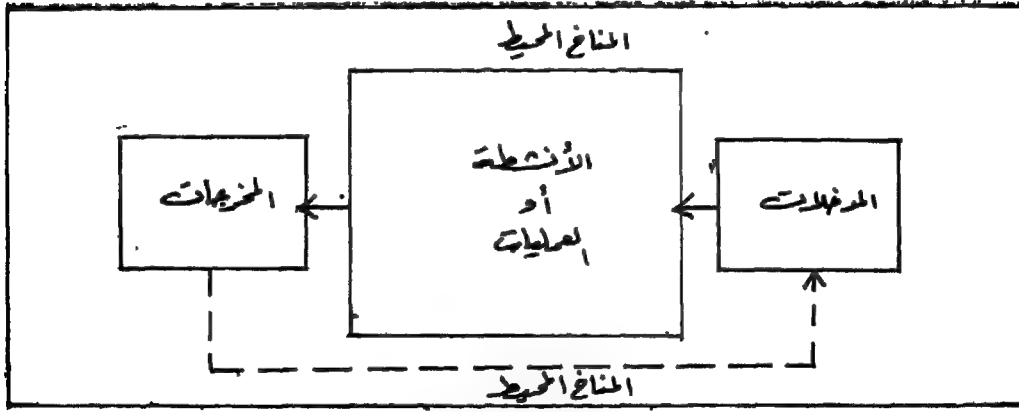 المناخ المحيط
المدخلات
الأنشطة
أو
العمليات
المخرجات
المناخ المحيط